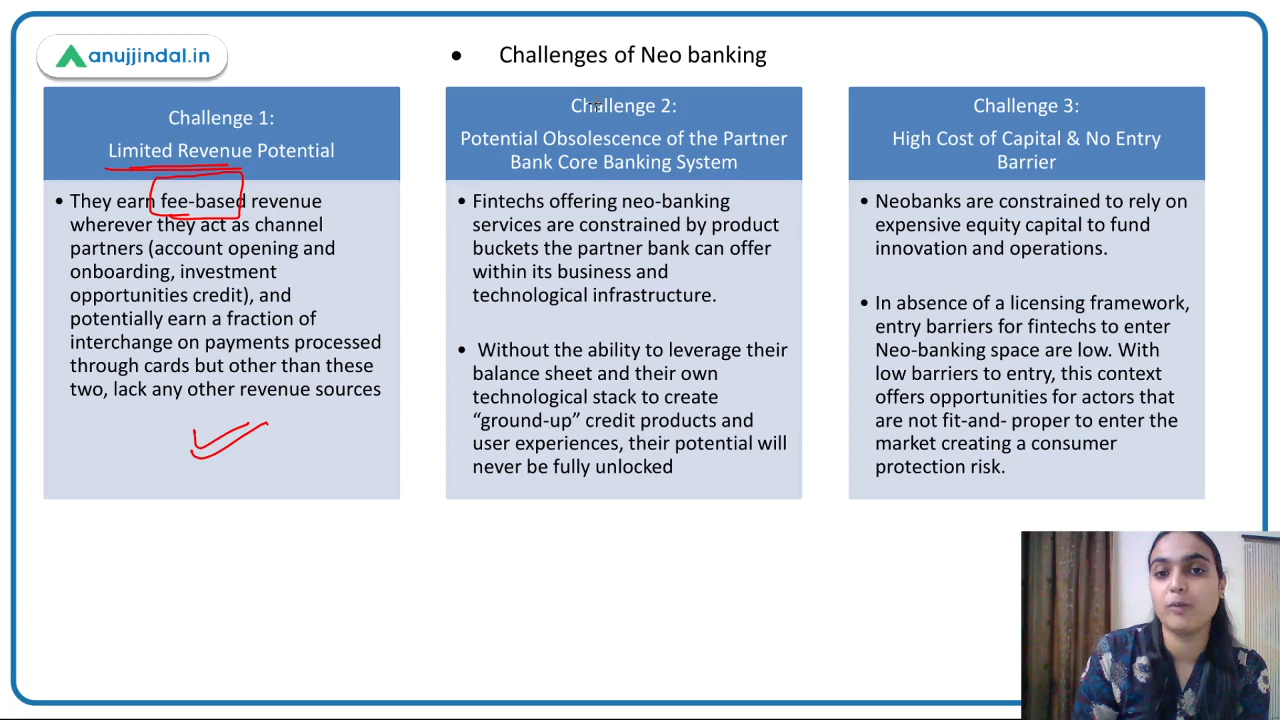 anujjindal.in
• Challenges of Neo banking
Challenge 1:
Limited Revenue Potential
• They earn fee-based revenue
wherever they act as channel
partners (account opening and
onboarding, investment
opportunities credit), and
potentially earn a fraction of
interchange on payments processed
through cards but other than these
two, lack any other revenue sources
Challenge 2:
Potential Obsolescence of the Partner
Bank Core Banking System
• Fintechs offering neo-banking
services are constrained by product
buckets the partner bank can offer
within its business and
technological infrastructure.
• Without the ability to leverage their
balance sheet and their own
technological stack to create
“ground-up” credit products and
user experiences, their potential will
never be fully unlocked
Challenge 3:
High Cost of Capital & No Entry
Barrier
• Neobanks are constrained to rely on
expensive equity capital to fund
innovation and operations.
• In absence of a licensing framework,
entry barriers for fintechs to enter
Neo-banking space are low. With
low barriers to entry, this context
offers opportunities for actors that
are not fit-and- proper to enter the
market creating a consumer
protection risk.